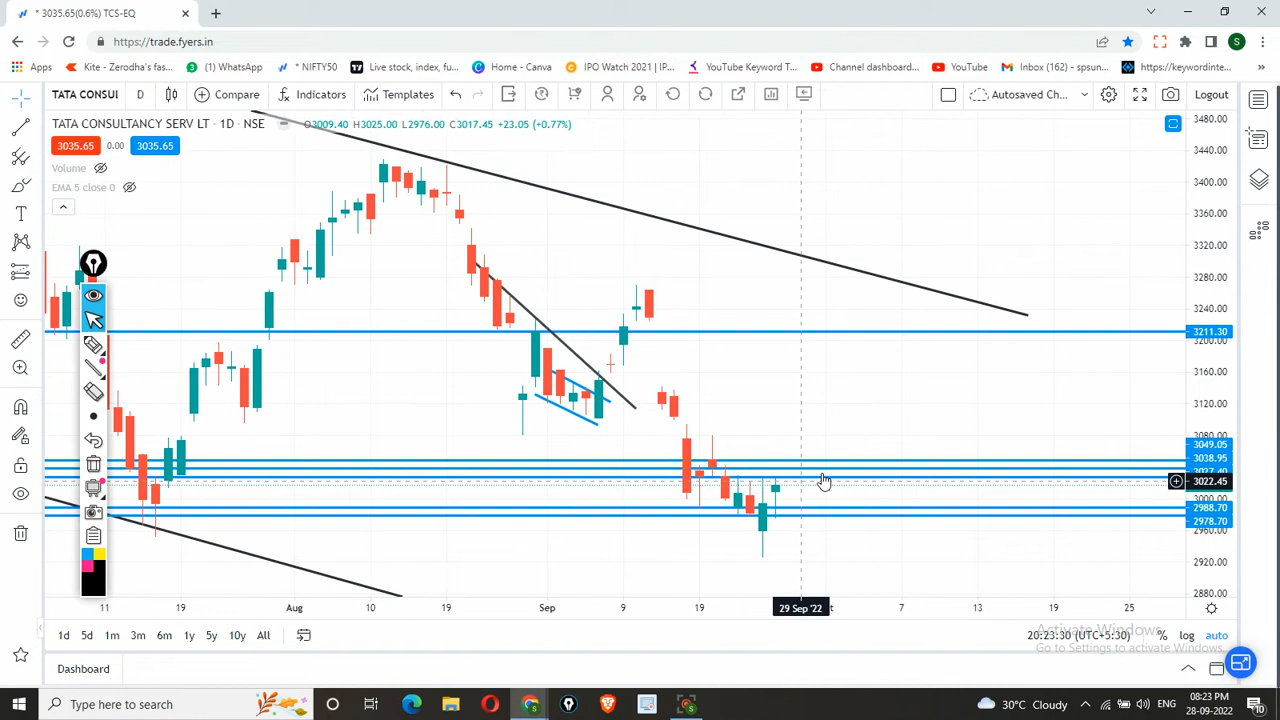 * 3035.65(0.6%) TCS-EQ
https://trade.fyers.in
S
Apps
Kite - Zerodha's fas...
3
(1) WhatsApp
* NIFTY50
Live stock, index, fu...
Home - Canva
IPO Watch 2021 | IP...
YouTube Keyword T...
Channel dashboard...
YouTube
Inbox (162) - spsun...
https://keywordinte...
TATA CONSUI
D
Compare
Indicators
Templates
Autosaved Ch...
Logout
TATA CONSULTANCY SERV LT · 1D · NSE
O3009.40 H3025.00 L2976.00 C3017.45 +23.05 (+0.77%)
3035.65
0.00
3035.65
Volume
EMA 5 close 0
3480.00
3440.00
3400.00
3360.00
3320.00
3280.00
3240.00
3211.30
3200.00
3160.00
3120.00
3080.00
3049.05
3038.95
3027.40
3022.45
3000.00
2988.70
2978.70
2960.00
2920.00
2880.00
11
19
Aug
10
19
Sep
9
19
29 Sep '22
7
13
19
25
1d
5d
1m
3m
6m
1y
5y
10y
All
20:23:30 (UTC+5:30)
%
log
auto
Activate Windows
Go to Settings to activate Windows.
Dashboard
Type here to search
30°C Cloudy
ENG
08:23 PM
28-09-2022
10